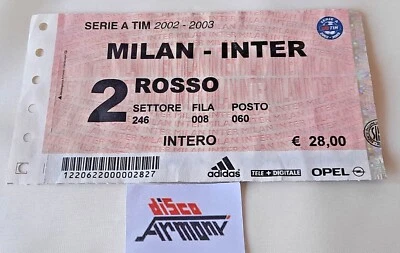 SERIE A TIM 2002 - 2003
MILAN - INTER
2 ROSSO
SETTORE FILA POSTO
246 008 060
INTERO € 28,00
1220622000002827
adidas
TELE + DIGITALE
OPEL
disco
Armony